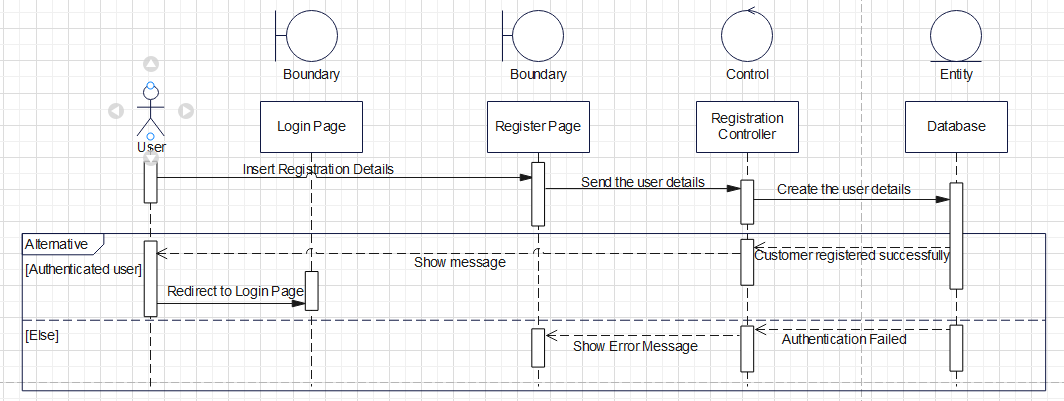 Boundary
Boundary
Control
Entity
User
Login Page
Register Page
Registration
Controller
Database
Insert Registration Details
Send the user details
Create the user details
Alternative
[Authenticated user]
Show message
Customer registered successfully
Redirect to Login Page
[Else]
Show Error Message
Authentication Failed